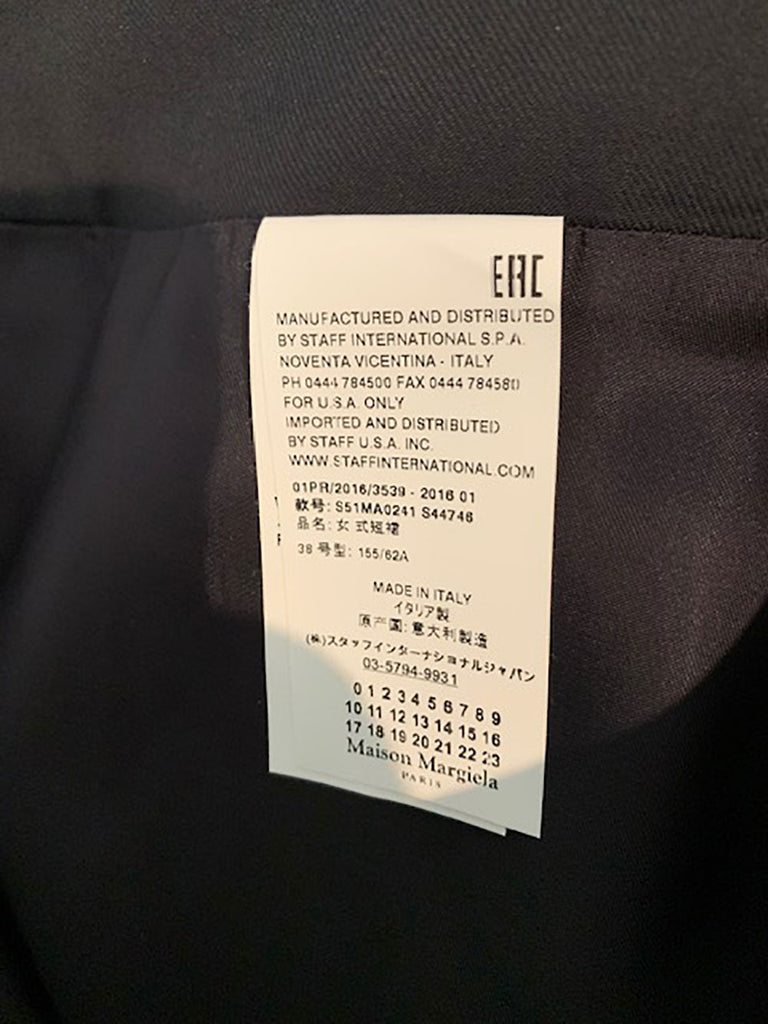 EAC
MANUFACTURED AND DISTRIBUTED
BY STAFF INTERNATIONAL S.P.A.
NOVENTA VICENTINA - ITALY
PH 0444 784500 FAX 0444 784580
FOR U.S.A. ONLY
IMPORTED AND DISTRIBUTED
BY STAFF U.S.A. INC.
WWW.STAFFINTERNATIONAL.COM
01PR/2016/3539 - 2016 01
款号: S51MA0241 S44746
品名: 女式短裙
38 号型: 155/62A
MADE IN ITALY
イタリア製
原产国: 意大利製造
(株)スタッフインターナショナルジャパン
03-5794-9931
0 1 2 3 4 5 6 7 8 9
10 11 12 13 14 15 16
17 18 19 20 21 22 23
Maison Margiela
PARIS